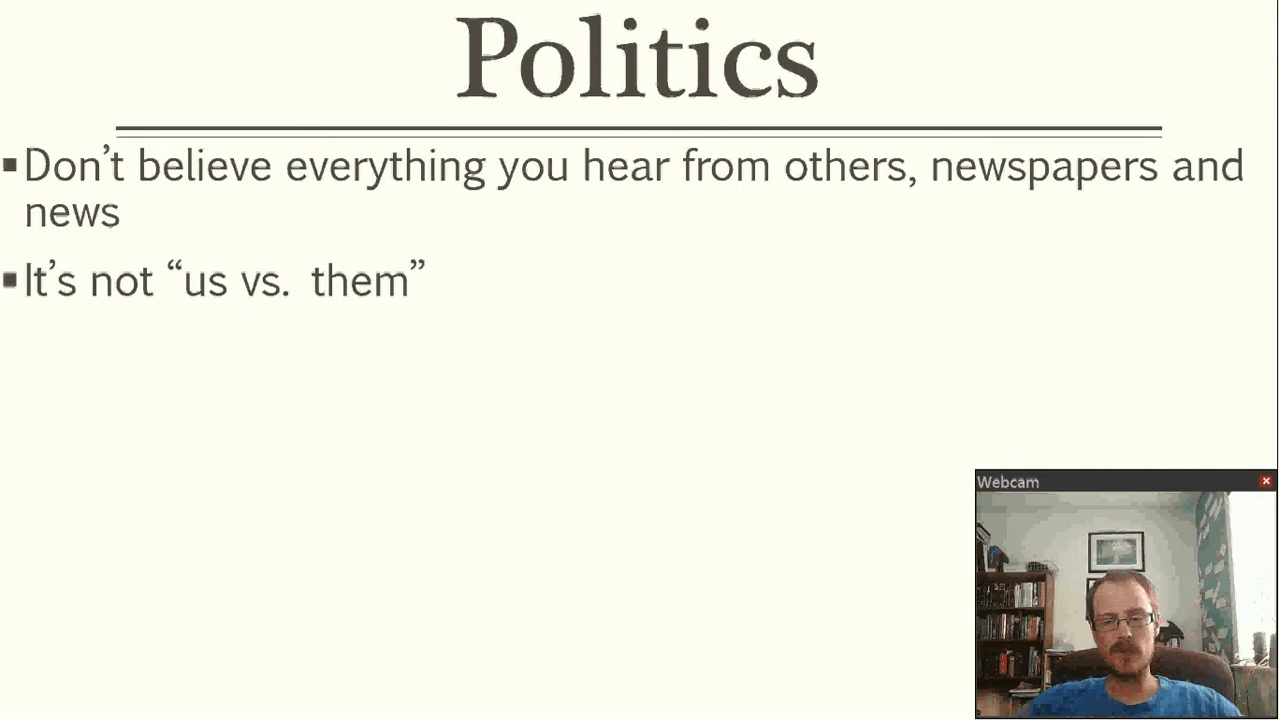 Politics
▪Don’t believe everything you hear from others, newspapers and
news
▪It’s not “us vs. them”
Webcam